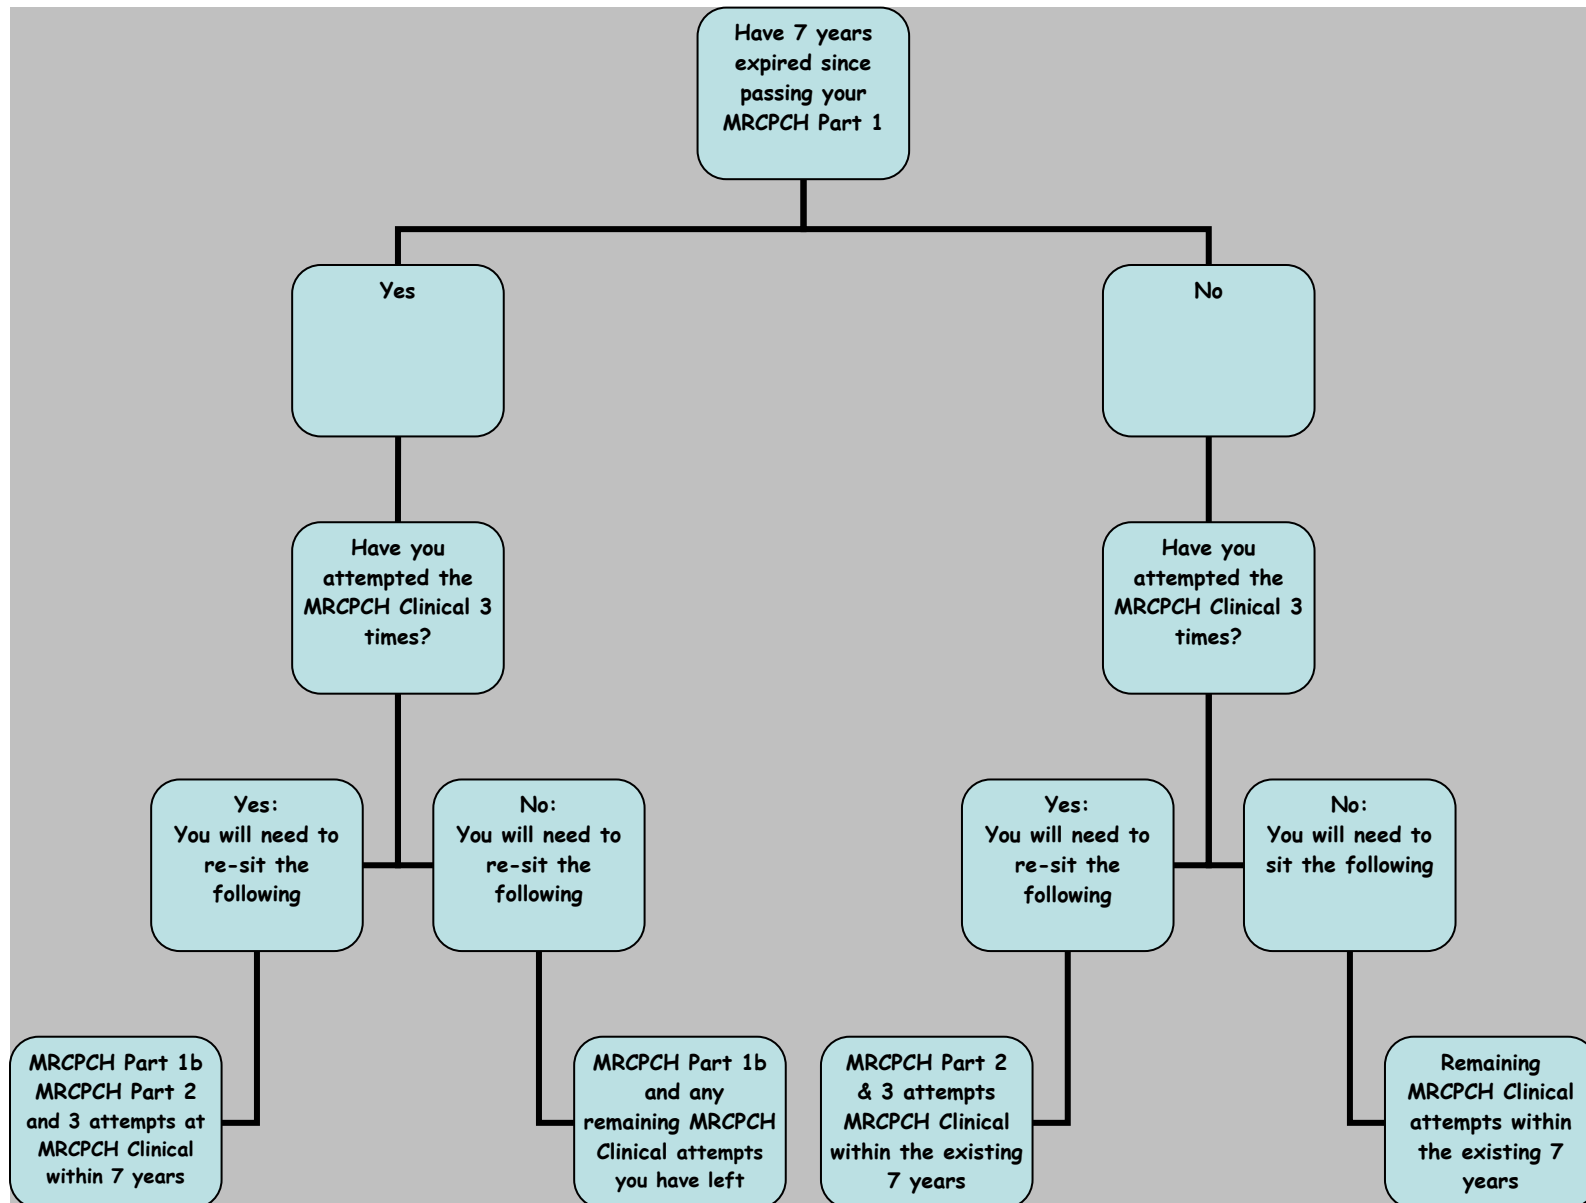 Have 7 years
expired since
passing your
MRCPCH Part 1
Yes
No
Have you
attempted the
MRCPCH Clinical 3
times?
Have you
attempted the
MRCPCH Clinical 3
times?
Yes:
You will need to
re-sit the
following
No:
You will need to
re-sit the
following
Yes:
You will need to
re-sit the
following
No:
You will need to
sit the following
MRCPCH Part 1b
MRCPCH Part 2
and 3 attempts at
MRCPCH Clinical
within 7 years
MRCPCH Part 1b
and any
remaining MRCPCH
Clinical attempts
you have left
MRCPCH Part 2
& 3 attempts
MRCPCH Clinical
within the existing
7 years
Remaining
MRCPCH Clinical
attempts within
the existing 7
years